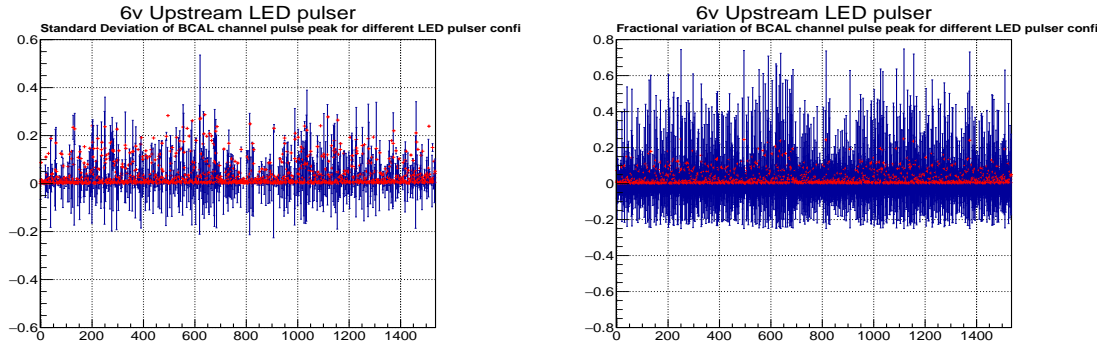 6v Upstream LED pulser
Standard Deviation of BCAL channel pulse peak for different LED pulser confi
0.6
0.4
0.2
0
−0.2
−0.4
−0.6
0 200 400 600 800 1000 1200 1400
6v Upstream LED pulser
Fractional variation of BCAL channel pulse peak for different LED pulser confi
0.8
0.6
0.4
0.2
0
−0.2
−0.4
−0.6
−0.8
0 200 400 600 800 1000 1200 1400